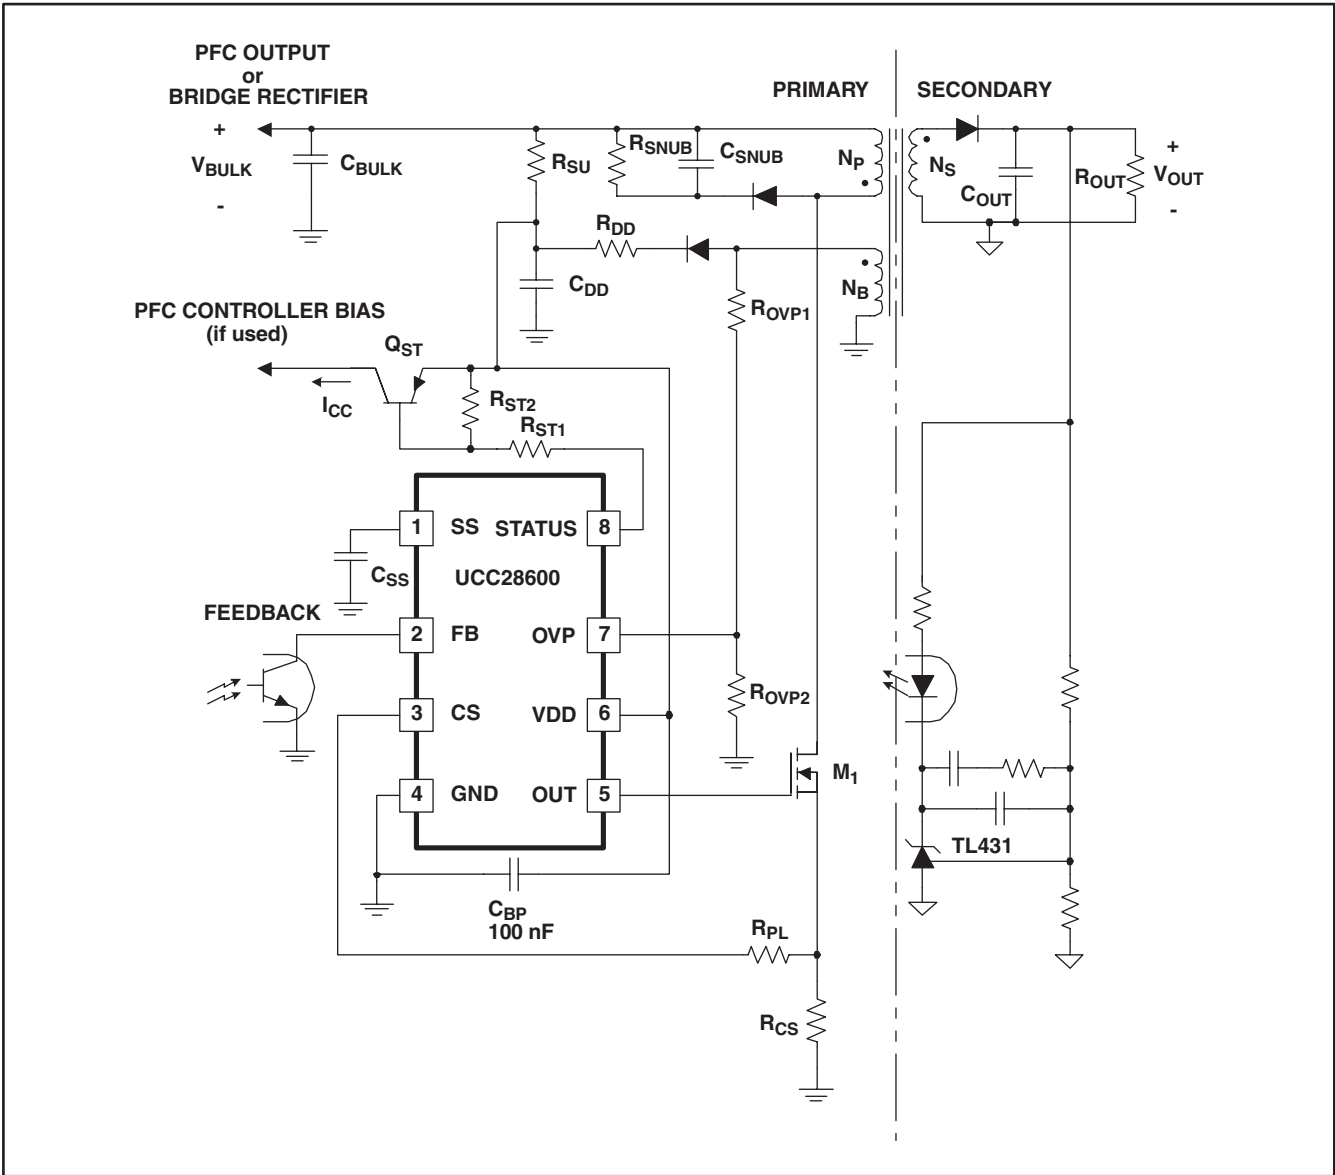 PFC OUTPUT
or
BRIDGE RECTIFIER
PRIMARY
SECONDARY
+
VBULK
-
CBULK
RSU
RSNUB
CSNUB
NP
NS
COUT
ROUT
+
VOUT
-
RDD
CDD
ROVP1
NB
PFC CONTROLLER BIAS
(if used)
QST
ICC
RST2
RST1
1
SS
STATUS
8
CSS
UCC28600
FEEDBACK
2
FB
OVP
7
ROVP2
3
CS
VDD
6
M1
4
GND
OUT
5
TL431
CBP
100 nF
RPL
RCS